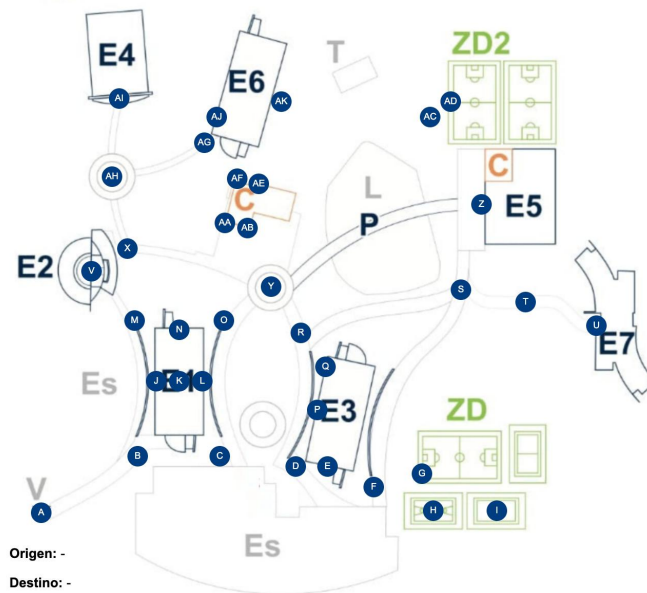 ZD2
E4
T
E6
AI
AK
AD
AJ
AC
AG
C
AH
AF
AE
L
C
Z
E5
P
AA
AB
X
E2
V
Y
S
T
M
N
O
R
U
E7
Q
Es
J
K
E1
L
P
E3
ZD
B
C
D
E
G
F
V
A
H
I
Es
Origen: -
Destino: -